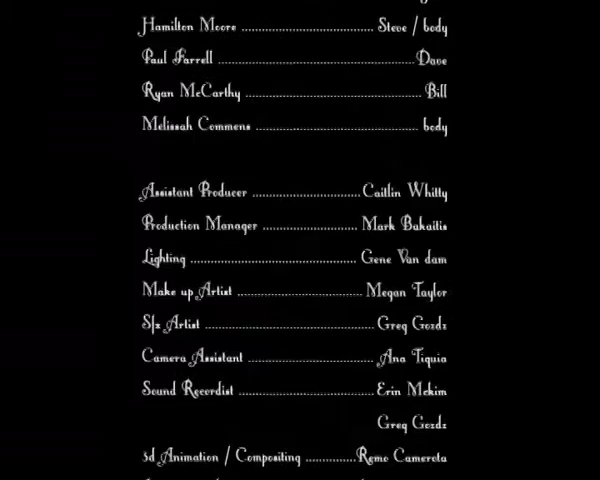 Hamilton Moore ........................................ Steve / body
Paul Farrell ........................................ Dave
Ryan McCarthy ........................................ Bill
Melissah Commens ........................................ body
Assistant Producer ........................................ Caitlin Whitty
Production Manager ........................................ Mark Bakaitis
Lighting ........................................ Gene Van dam
Make up Artist ........................................ Megan Taylor
Sfx Artist ........................................ Greg Gozdz
Camera Assistant ........................................ Ana Tiquia
Sound Recordist ........................................ Erin Mckim
Greg Gozdz
3d Animation / Compositing ............... Remo Camerota